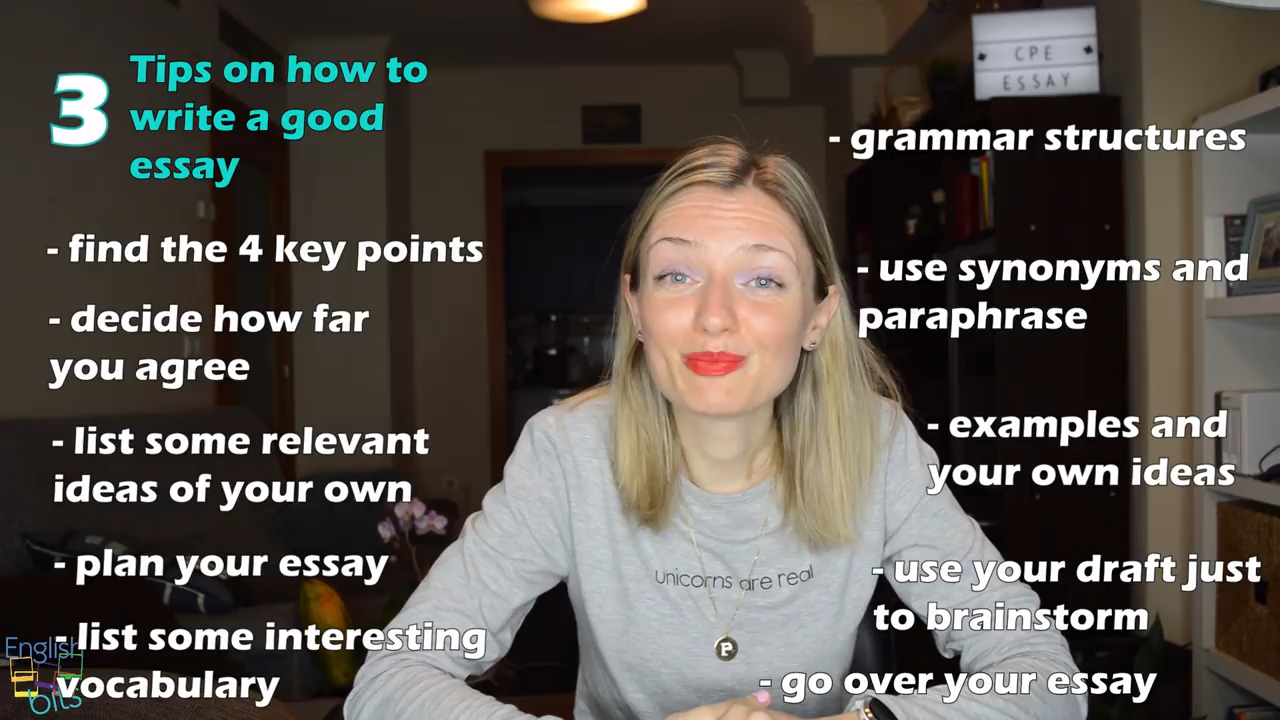 3
Tips on how to
write a good
essay
- find the 4 key points
- decide how far
you agree
- list some relevant
ideas of your own
- plan your essay
- list some interesting
vocabulary
- grammar structures
- use synonyms and
paraphrase
- examples and
your own ideas
- use your draft just
to brainstorm
- go over your essay
CPE
ESSAY
unicorns are real
P
English
bits